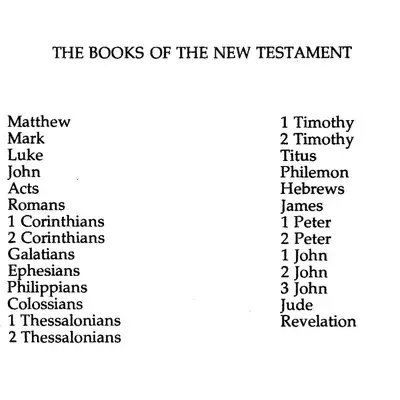 THE BOOKS OF THE NEW TESTAMENT
Matthew
Mark
Luke
John
Acts
Romans
1 Corinthians
2 Corinthians
Galatians
Ephesians
Philippians
Colossians
1 Thessalonians
2 Thessalonians
1 Timothy
2 Timothy
Titus
Philemon
Hebrews
James
1 Peter
2 Peter
1 John
2 John
3 John
Jude
Revelation